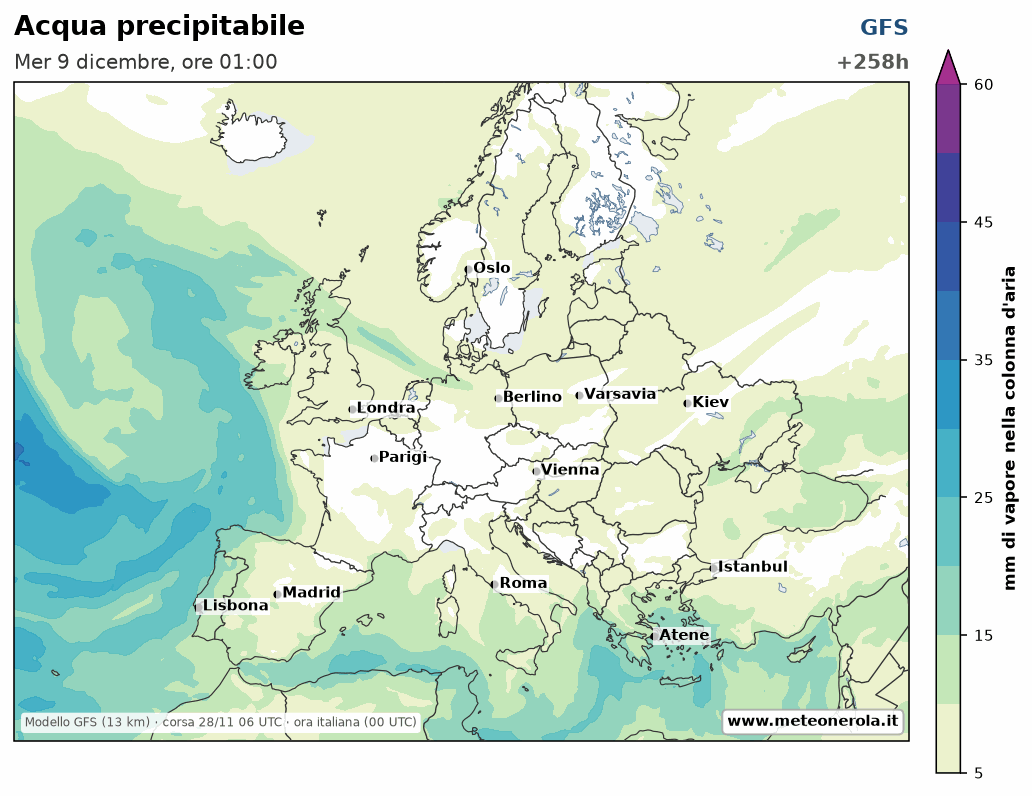 Acqua precipitabile
GFS
Mer 9 dicembre, ore 01:00
+258h
60
45
35
25
15
5
mm di vapore nella colonna d'aria
Oslo
Berlino
Varsavia
Kiev
Londra
Parigi
Vienna
Istanbul
Roma
Madrid
Lisbona
Atene
Modello GFS (13 km) · corsa 28/11 06 UTC · ora italiana (00 UTC)
www.meteonerola.it